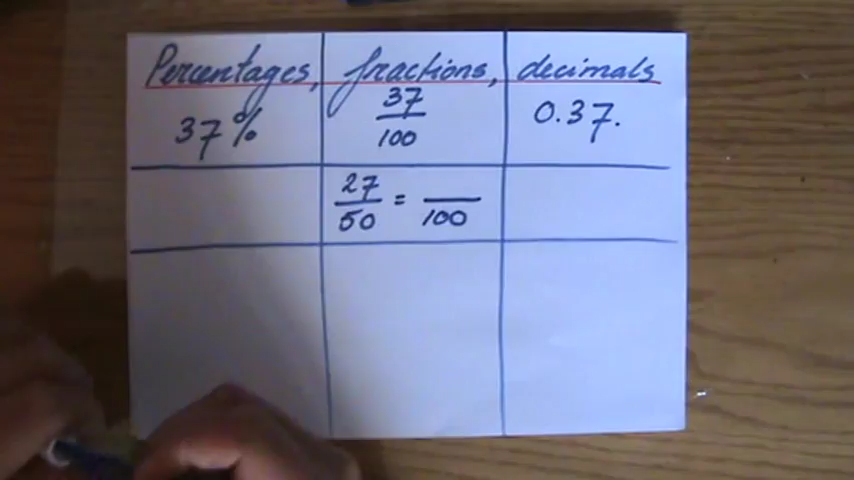 Percentages, fractions, decimals
37% 37/100 0.37.
27/50 = /100